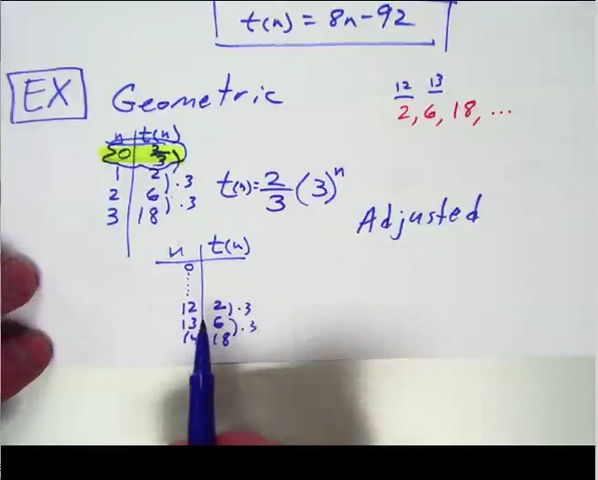 t(n) = 8n-92
EX Geometric
12 13
2, 6, 18, ...
n t(n)
0 2/3
1 2 ) · 3
2 6 ) · 3
3 18
t(n) = 2/3 (3)^n
Adjusted
n t(n)
0
12 2 ) · 3
13 6 ) · 3
14 18